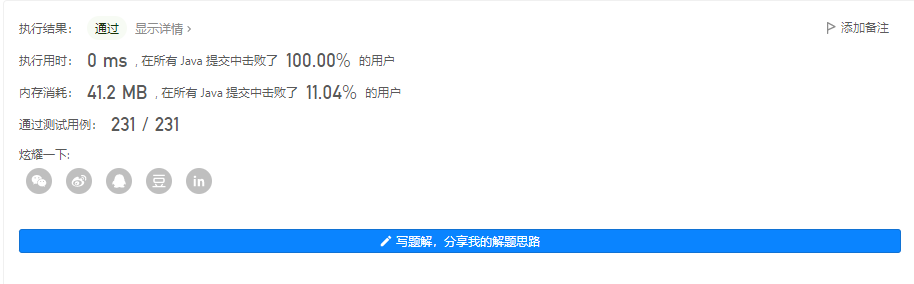 执行结果： 通过 显示详情 › 添加备注
执行用时： 0 ms , 在所有 Java 提交中击败了 100.00% 的用户
内存消耗： 41.2 MB , 在所有 Java 提交中击败了 11.04% 的用户
通过测试用例： 231 / 231
炫耀一下:
豆 in
写题解，分享我的解题思路